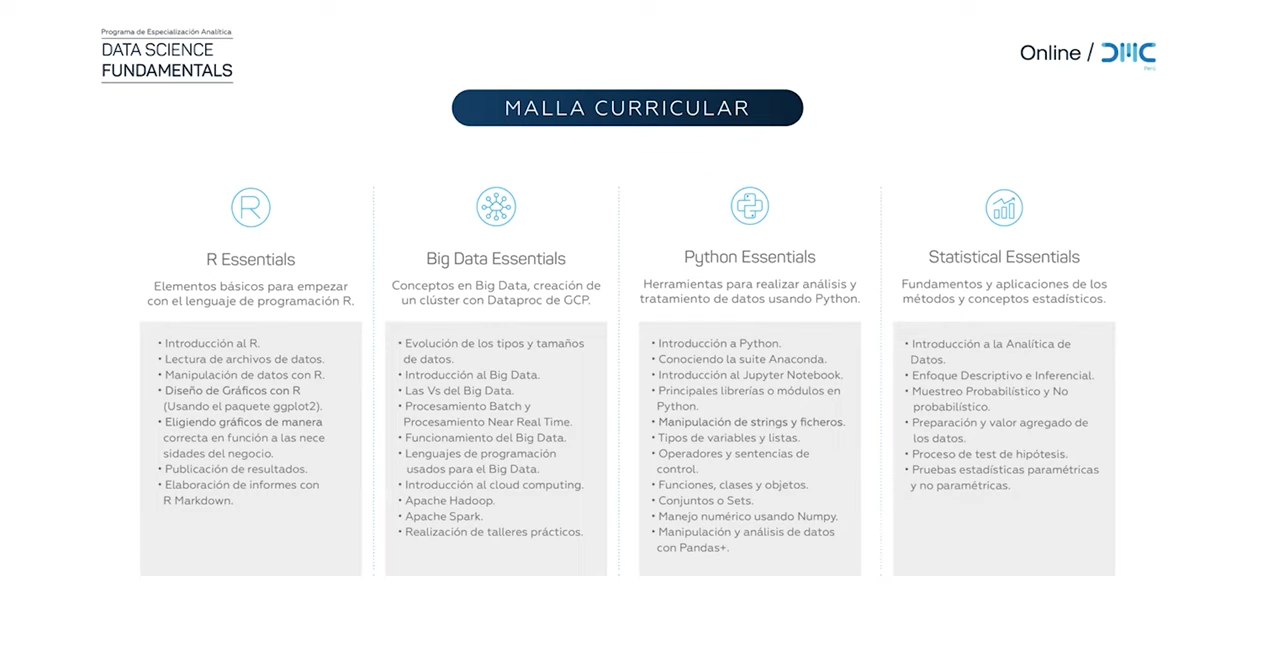 Programa de Especialización Analítica
DATA SCIENCE
FUNDAMENTALS
Online / DMC
Perú
MALLA CURRICULAR
R
R Essentials
Elementos básicos para empezar
con el lenguaje de programación R.
• Introducción al R.
• Lectura de archivos de datos.
• Manipulación de datos con R.
• Diseño de Gráficos con R
(Usando el paquete ggplot2).
• Eligiendo gráficos de manera
correcta en función a las nece
sidades del negocio.
• Publicación de resultados.
• Elaboración de informes con
R Markdown.
Big Data Essentials
Conceptos en Big Data, creación de
un clúster con Dataproc de GCP.
• Evolución de los tipos y tamaños
de datos.
• Introducción al Big Data.
• Las Vs del Big Data.
• Procesamiento Batch y
Procesamiento Near Real Time.
• Funcionamiento del Big Data.
• Lenguajes de programación
usados para el Big Data.
• Introducción al cloud computing.
• Apache Hadoop.
• Apache Spark.
• Realización de talleres prácticos.
Python Essentials
Herramientas para realizar análisis y
tratamiento de datos usando Python.
• Introducción a Python.
• Conociendo la suite Anaconda.
• Introducción al Jupyter Notebook.
• Principales librerías o módulos en
Python.
• Manipulación de strings y ficheros.
• Tipos de variables y listas.
• Operadores y sentencias de
control.
• Funciones, clases y objetos.
• Conjuntos o Sets.
• Manejo numérico usando Numpy.
• Manipulación y análisis de datos
con Pandas+.
Statistical Essentials
Fundamentos y aplicaciones de los
métodos y conceptos estadísticos.
• Introducción a la Analítica de
Datos.
• Enfoque Descriptivo e Inferencial.
• Muestreo Probabilístico y No
probabilístico.
• Preparación y valor agregado de
los datos.
• Proceso de test de hipótesis.
• Pruebas estadísticas paramétricas
y no paramétricas.